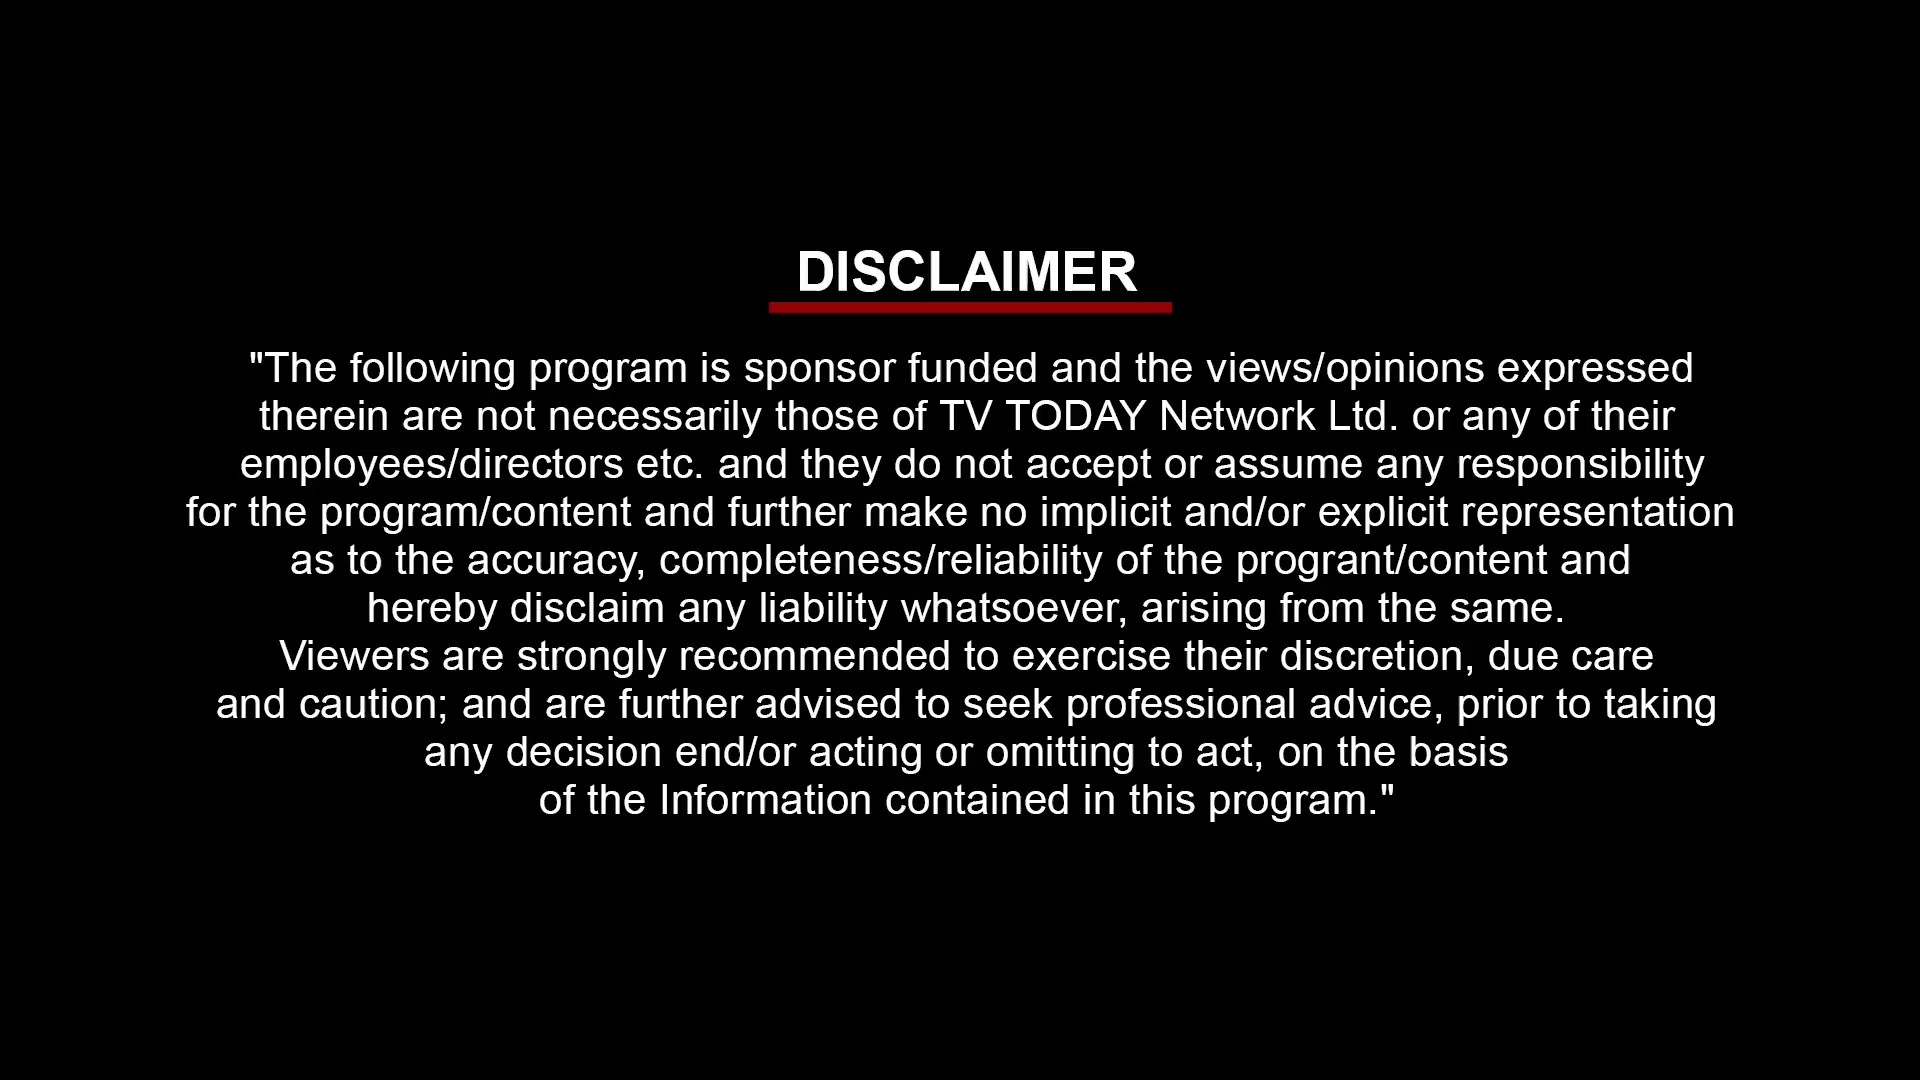 DISCLAIMER
"The following program is sponsor funded and the views/opinions expressed
therein are not necessarily those of TV TODAY Network Ltd. or any of their
employees/directors etc. and they do not accept or assume any responsibility
for the program/content and further make no implicit and/or explicit representation
as to the accuracy, completeness/reliability of the progrant/content and
hereby disclaim any liability whatsoever, arising from the same.
Viewers are strongly recommended to exercise their discretion, due care
and caution; and are further advised to seek professional advice, prior to taking
any decision end/or acting or omitting to act, on the basis
of the Information contained in this program."